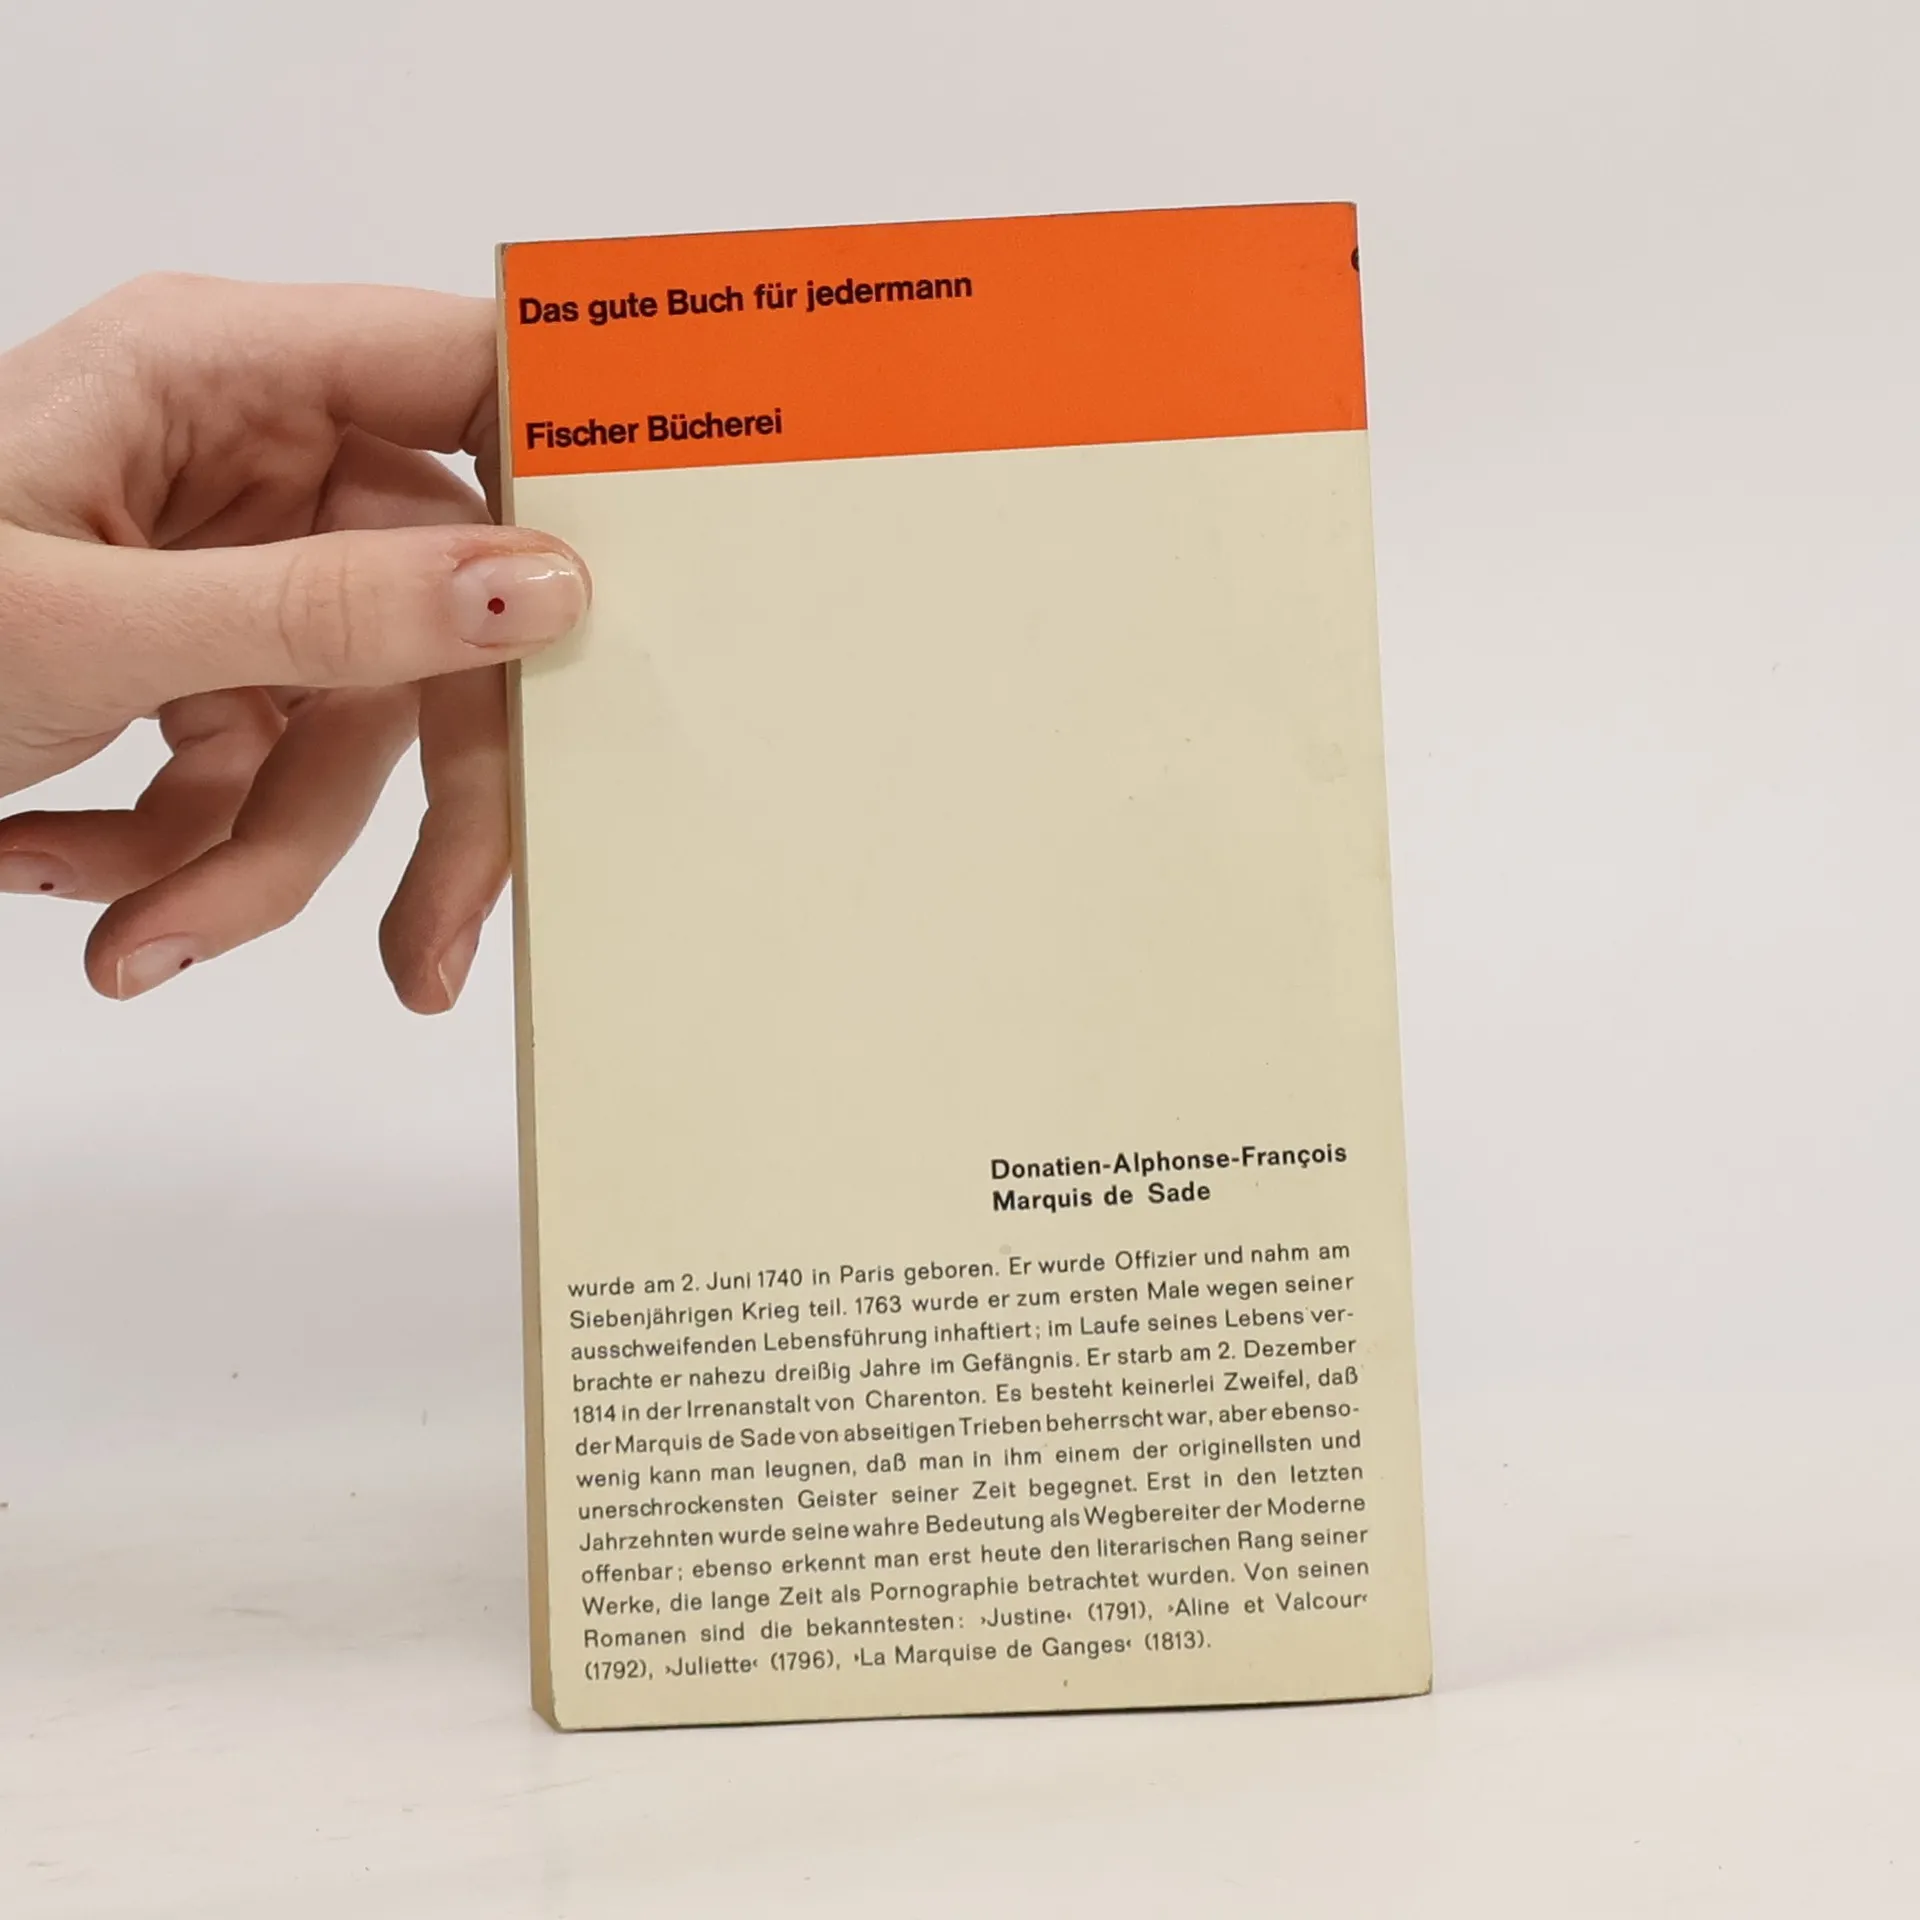 Das gute Buch für jedermann
Fischer Bücherei
Donatien-Alphonse-François
Marquis de Sade
wurde am 2. Juni 1740 in Paris geboren. Er wurde Offizier und nahm am
Siebenjährigen Krieg teil. 1763 wurde er zum ersten Male wegen seiner
ausschweifenden Lebensführung inhaftiert; im Laufe seines Lebens ver-
brachte er nahezu dreißig Jahre im Gefängnis. Er starb am 2. Dezember
1814 in der Irrenanstalt von Charenton. Es besteht keinerlei Zweifel, daß
der Marquis de Sade von abseitigen Trieben beherrscht war, aber ebenso-
wenig kann man leugnen, daß man in ihm einem der originellsten und
unerschrockensten Geister seiner Zeit begegnet. Erst in den letzten
Jahrzehnten wurde seine wahre Bedeutung als Wegbereiter der Moderne
offenbar; ebenso erkennt man erst heute den literarischen Rang seiner
Werke, die lange Zeit als Pornographie betrachtet wurden. Von seinen
Romanen sind die bekanntesten: ›Justine‹ (1791), ›Aline et Valcour‹
(1792), ›Juliette‹ (1796), ›La Marquise de Ganges‹ (1813).